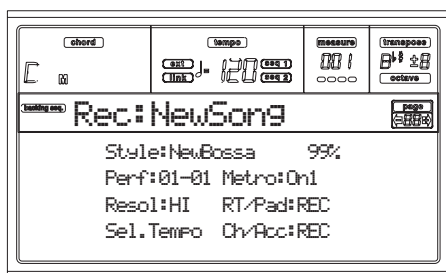 chord tempo measure transpose
C M ext link ♩= 120 seq 1 seq 2 001 octave
backing seq. Rec:NewSong page
Style:NewBossa 99%
Perf:01-01 Metro:On1
Resol:HI RT/Pad:REC
Sel.Tempo Ch/Acc:REC